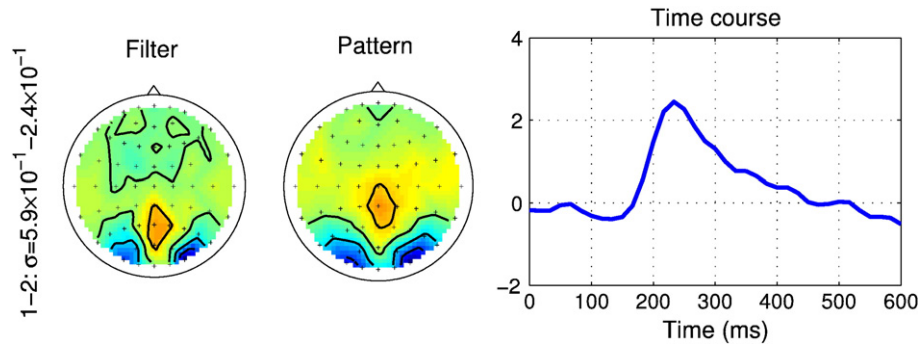 1−2: σ=5.9×10⁻¹−2.4×10⁻¹
Filter
Pattern
Time course
4
2
0
−2
0 100 200 300 400 500 600
Time (ms)